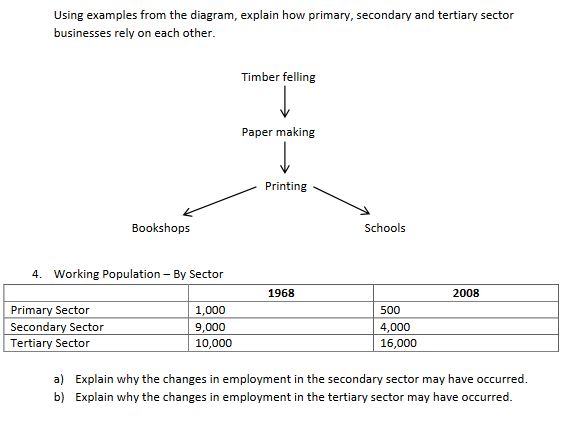 Using examples from the diagram, explain how primary, secondary and tertiary sector
businesses rely on each other.
Timber felling
Paper making
Printing
Bookshops Schools
4. Working Population – By Sector
1968 2008
Primary Sector 1,000 500
Secondary Sector 9,000 4,000
Tertiary Sector 10,000 16,000
a) Explain why the changes in employment in the secondary sector may have occurred.
b) Explain why the changes in employment in the tertiary sector may have occurred.